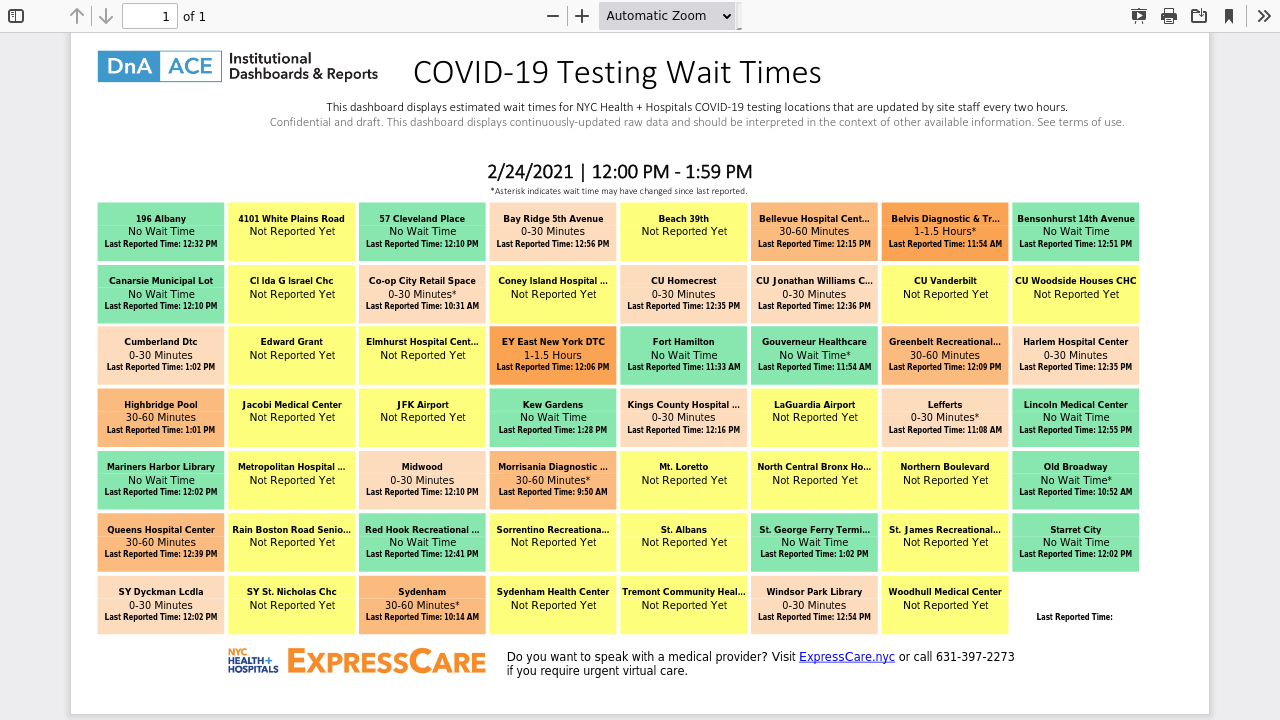 1 of 1 Automatic Zoom
DnA ACE Institutional
Dashboards & Reports
COVID-19 Testing Wait Times
This dashboard displays estimated wait times for NYC Health + Hospitals COVID-19 testing locations that are updated by site staff every two hours.
Confidential and draft. This dashboard displays continuously-updated raw data and should be interpreted in the context of other available information. See terms of use.
2/24/2021 | 12:00 PM - 1:59 PM
*Asterisk indicates wait time may have changed since last reported.
196 Albany
No Wait Time
Last Reported Time: 12:32 PM
4101 White Plains Road
Not Reported Yet
57 Cleveland Place
No Wait Time
Last Reported Time: 12:10 PM
Bay Ridge 5th Avenue
0-30 Minutes
Last Reported Time: 12:56 PM
Beach 39th
Not Reported Yet
Bellevue Hospital Cent...
30-60 Minutes
Last Reported Time: 12:15 PM
Belvis Diagnostic & Tr...
1-1.5 Hours*
Last Reported Time: 11:54 AM
Bensonhurst 14th Avenue
No Wait Time
Last Reported Time: 12:51 PM
Canarsie Municipal Lot
No Wait Time
Last Reported Time: 12:10 PM
Cl Ida G Israel Chc
Not Reported Yet
Co-op City Retail Space
0-30 Minutes*
Last Reported Time: 10:31 AM
Coney Island Hospital ...
Not Reported Yet
CU Homecrest
0-30 Minutes
Last Reported Time: 12:35 PM
CU Jonathan Williams C...
0-30 Minutes
Last Reported Time: 12:36 PM
CU Vanderbilt
Not Reported Yet
CU Woodside Houses CHC
Not Reported Yet
Cumberland Dtc
0-30 Minutes
Last Reported Time: 1:02 PM
Edward Grant
Not Reported Yet
Elmhurst Hospital Cent...
Not Reported Yet
EY East New York DTC
1-1.5 Hours
Last Reported Time: 12:06 PM
Fort Hamilton
No Wait Time
Last Reported Time: 11:33 AM
Gouverneur Healthcare
No Wait Time*
Last Reported Time: 11:54 AM
Greenbelt Recreational...
30-60 Minutes
Last Reported Time: 12:09 PM
Harlem Hospital Center
0-30 Minutes
Last Reported Time: 12:35 PM
Highbridge Pool
30-60 Minutes
Last Reported Time: 1:01 PM
Jacobi Medical Center
Not Reported Yet
JFK Airport
Not Reported Yet
Kew Gardens
No Wait Time
Last Reported Time: 1:28 PM
Kings County Hospital ...
0-30 Minutes
Last Reported Time: 12:16 PM
LaGuardia Airport
Not Reported Yet
Lefferts
0-30 Minutes*
Last Reported Time: 11:08 AM
Lincoln Medical Center
No Wait Time
Last Reported Time: 12:55 PM
Mariners Harbor Library
No Wait Time
Last Reported Time: 12:02 PM
Metropolitan Hospital ...
Not Reported Yet
Midwood
0-30 Minutes
Last Reported Time: 12:10 PM
Morrisania Diagnostic ...
30-60 Minutes*
Last Reported Time: 9:50 AM
Mt. Loretto
Not Reported Yet
North Central Bronx Ho...
Not Reported Yet
Northern Boulevard
Not Reported Yet
Old Broadway
No Wait Time*
Last Reported Time: 10:52 AM
Queens Hospital Center
30-60 Minutes
Last Reported Time: 12:39 PM
Rain Boston Road Senio...
Not Reported Yet
Red Hook Recreational ...
No Wait Time
Last Reported Time: 12:41 PM
Sorrentino Recreationa...
Not Reported Yet
St. Albans
Not Reported Yet
St. George Ferry Termi...
No Wait Time
Last Reported Time: 1:02 PM
St. James Recreational...
Not Reported Yet
Starret City
No Wait Time
Last Reported Time: 12:02 PM
SY Dyckman Lcdla
0-30 Minutes
Last Reported Time: 12:02 PM
SY St. Nicholas Chc
Not Reported Yet
Sydenham
30-60 Minutes*
Last Reported Time: 10:14 AM
Sydenham Health Center
Not Reported Yet
Tremont Community Heal...
Not Reported Yet
Windsor Park Library
0-30 Minutes
Last Reported Time: 12:54 PM
Woodhull Medical Center
Not Reported Yet
Last Reported Time:
NYC
HEALTH+
HOSPITALS
EXPRESSCARE
Do you want to speak with a medical provider? Visit ExpressCare.nyc or call 631-397-2273
if you require urgent virtual care.